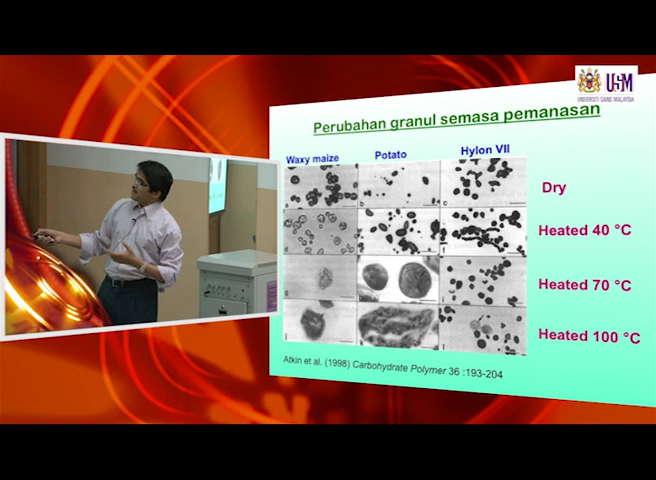 USM
UNIVERSITI SAINS MALAYSIA
Perubahan granul semasa pemanasan
Waxy maize Potato Hylon VII
Dry
Heated 40 °C
Heated 70 °C
Heated 100 °C
a b c
d f
g
Atkin et al. (1998) Carbohydrate Polymer 36 :193-204